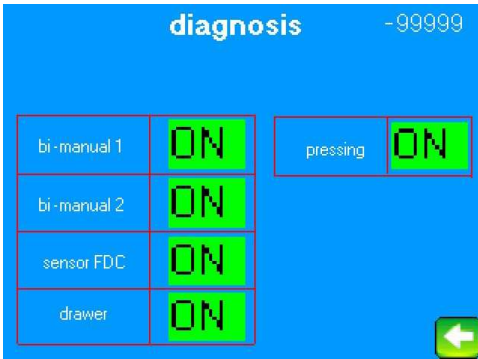 diagnosis -99999
bi-manual 1 ON
pressing ON
bi-manual 2 ON
sensor FDC ON
drawer ON